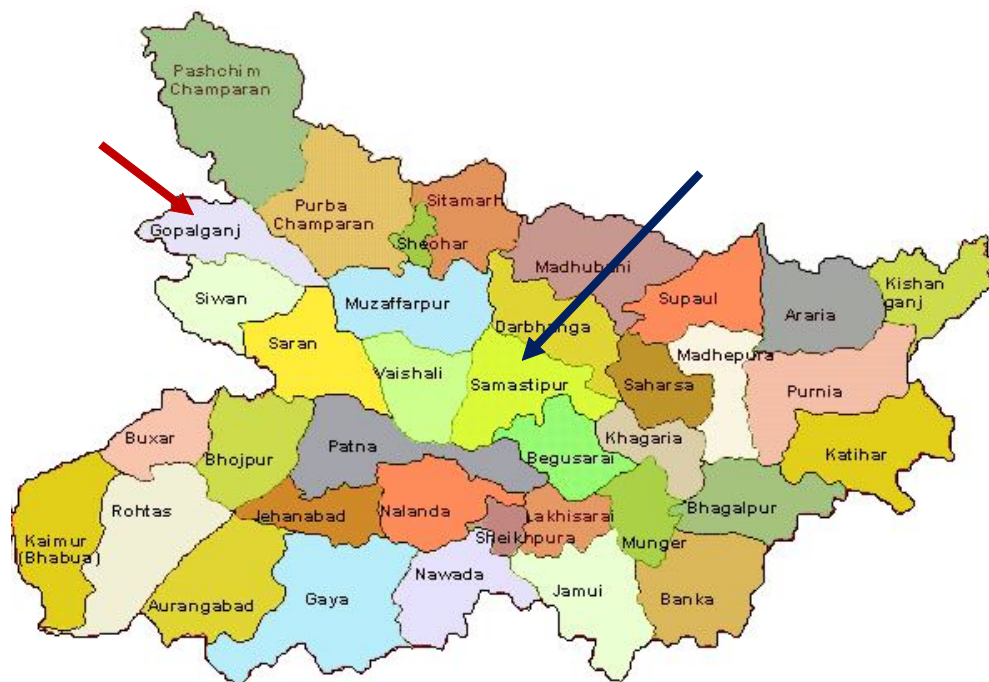 Pashchim
Champaran
Gopalganj
Purba
Champaran
Sitamarhi
Sheohar
Madhubani
Siwan
Muzaffarpur
Darbhanga
Supaul
Araria
Kishan
ganj
Saran
Vaishali
Samastipur
Saharsa
Madhepura
Purnia
Buxar
Bhojpur
Patna
Begusarai
Khagaria
Katihar
Kaimur
(Bhabua)
Rohtas
Jehanabad
Nalanda
Sheikhpura
Lakhisarai
Munger
Bhagalpur
Aurangabad
Gaya
Nawada
Jamui
Banka